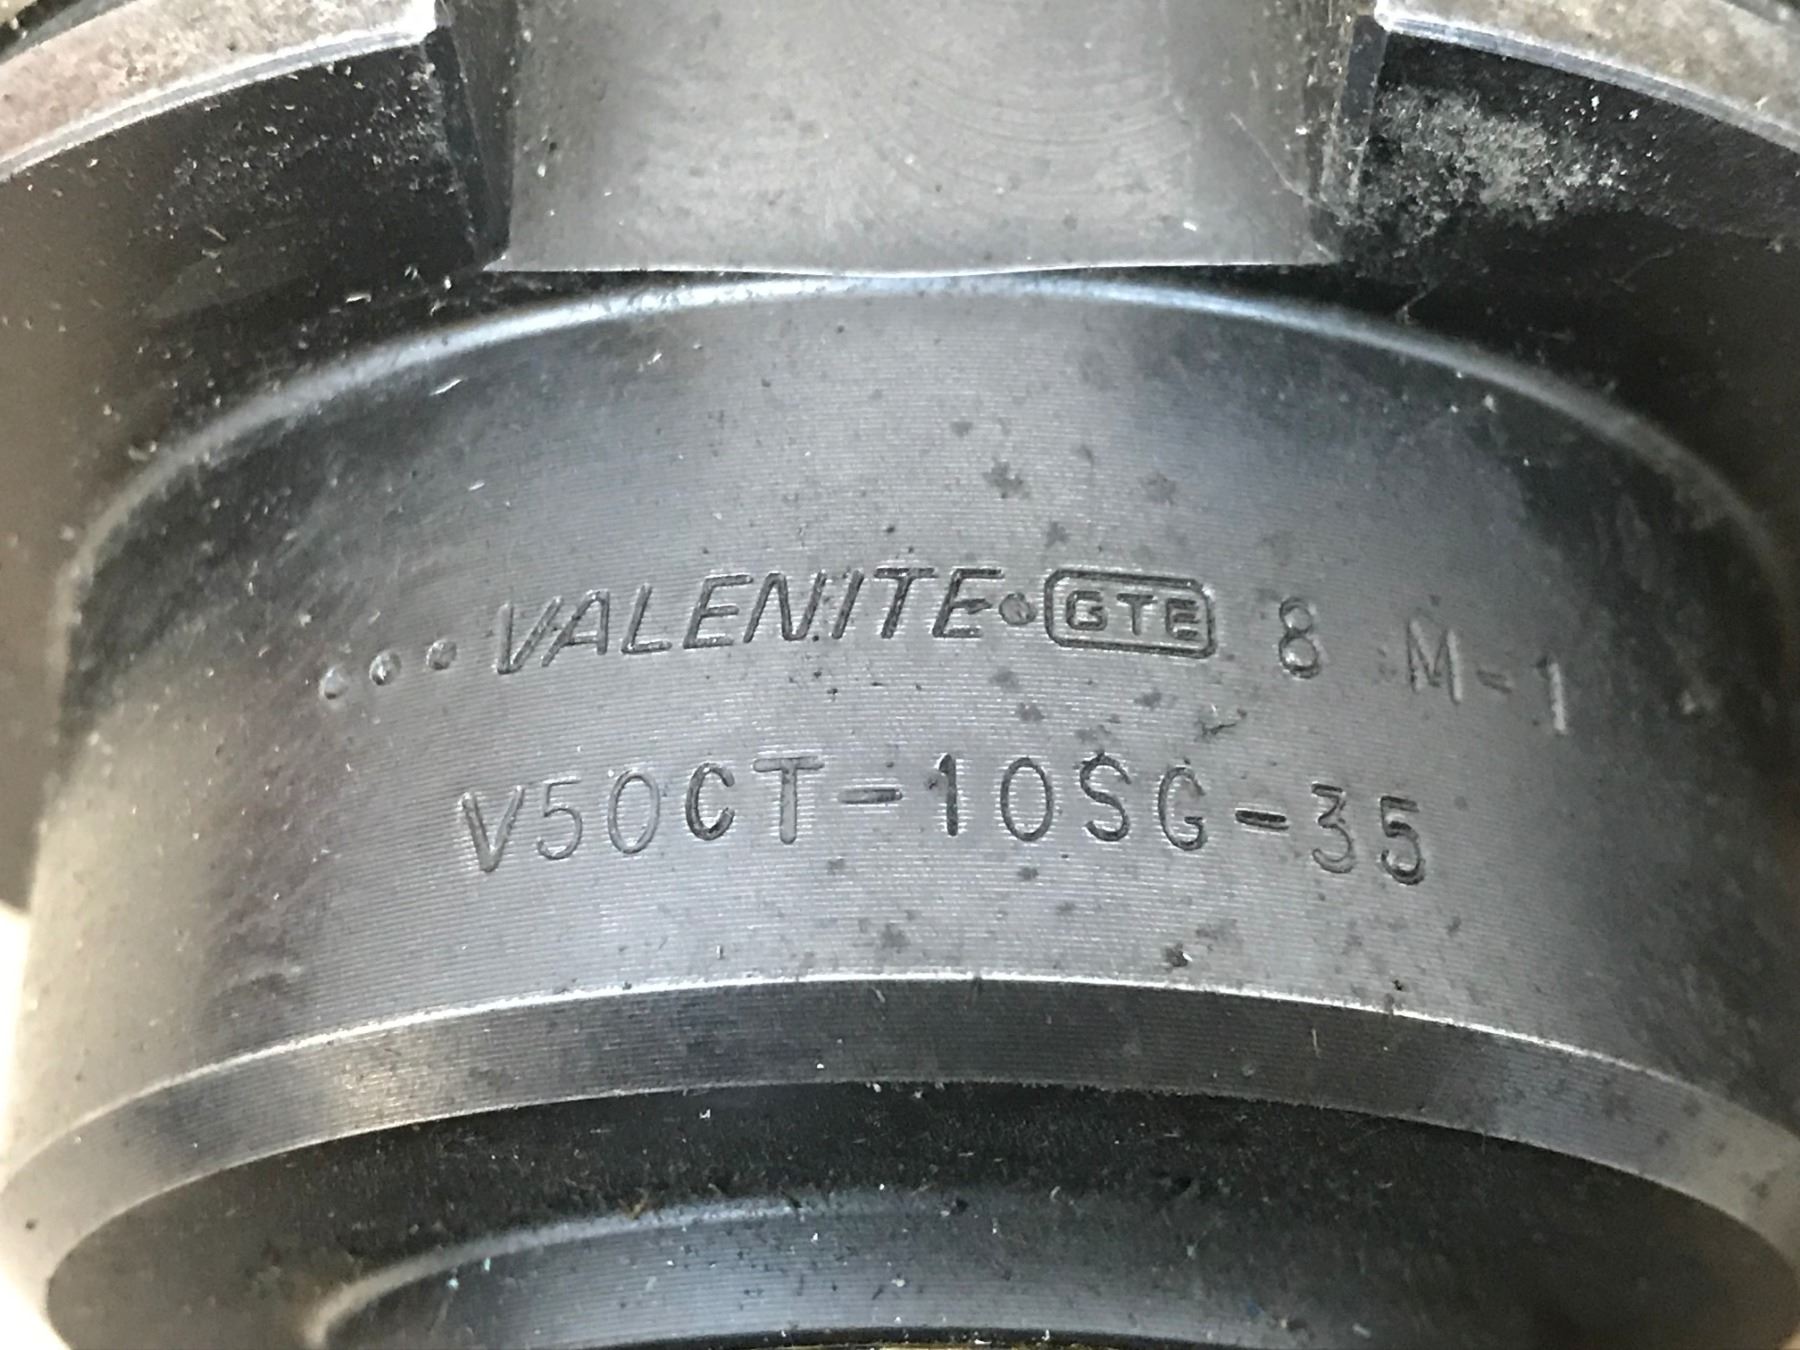 ...VALENITE•GTE 8 M-1
V50CT-10SG-35